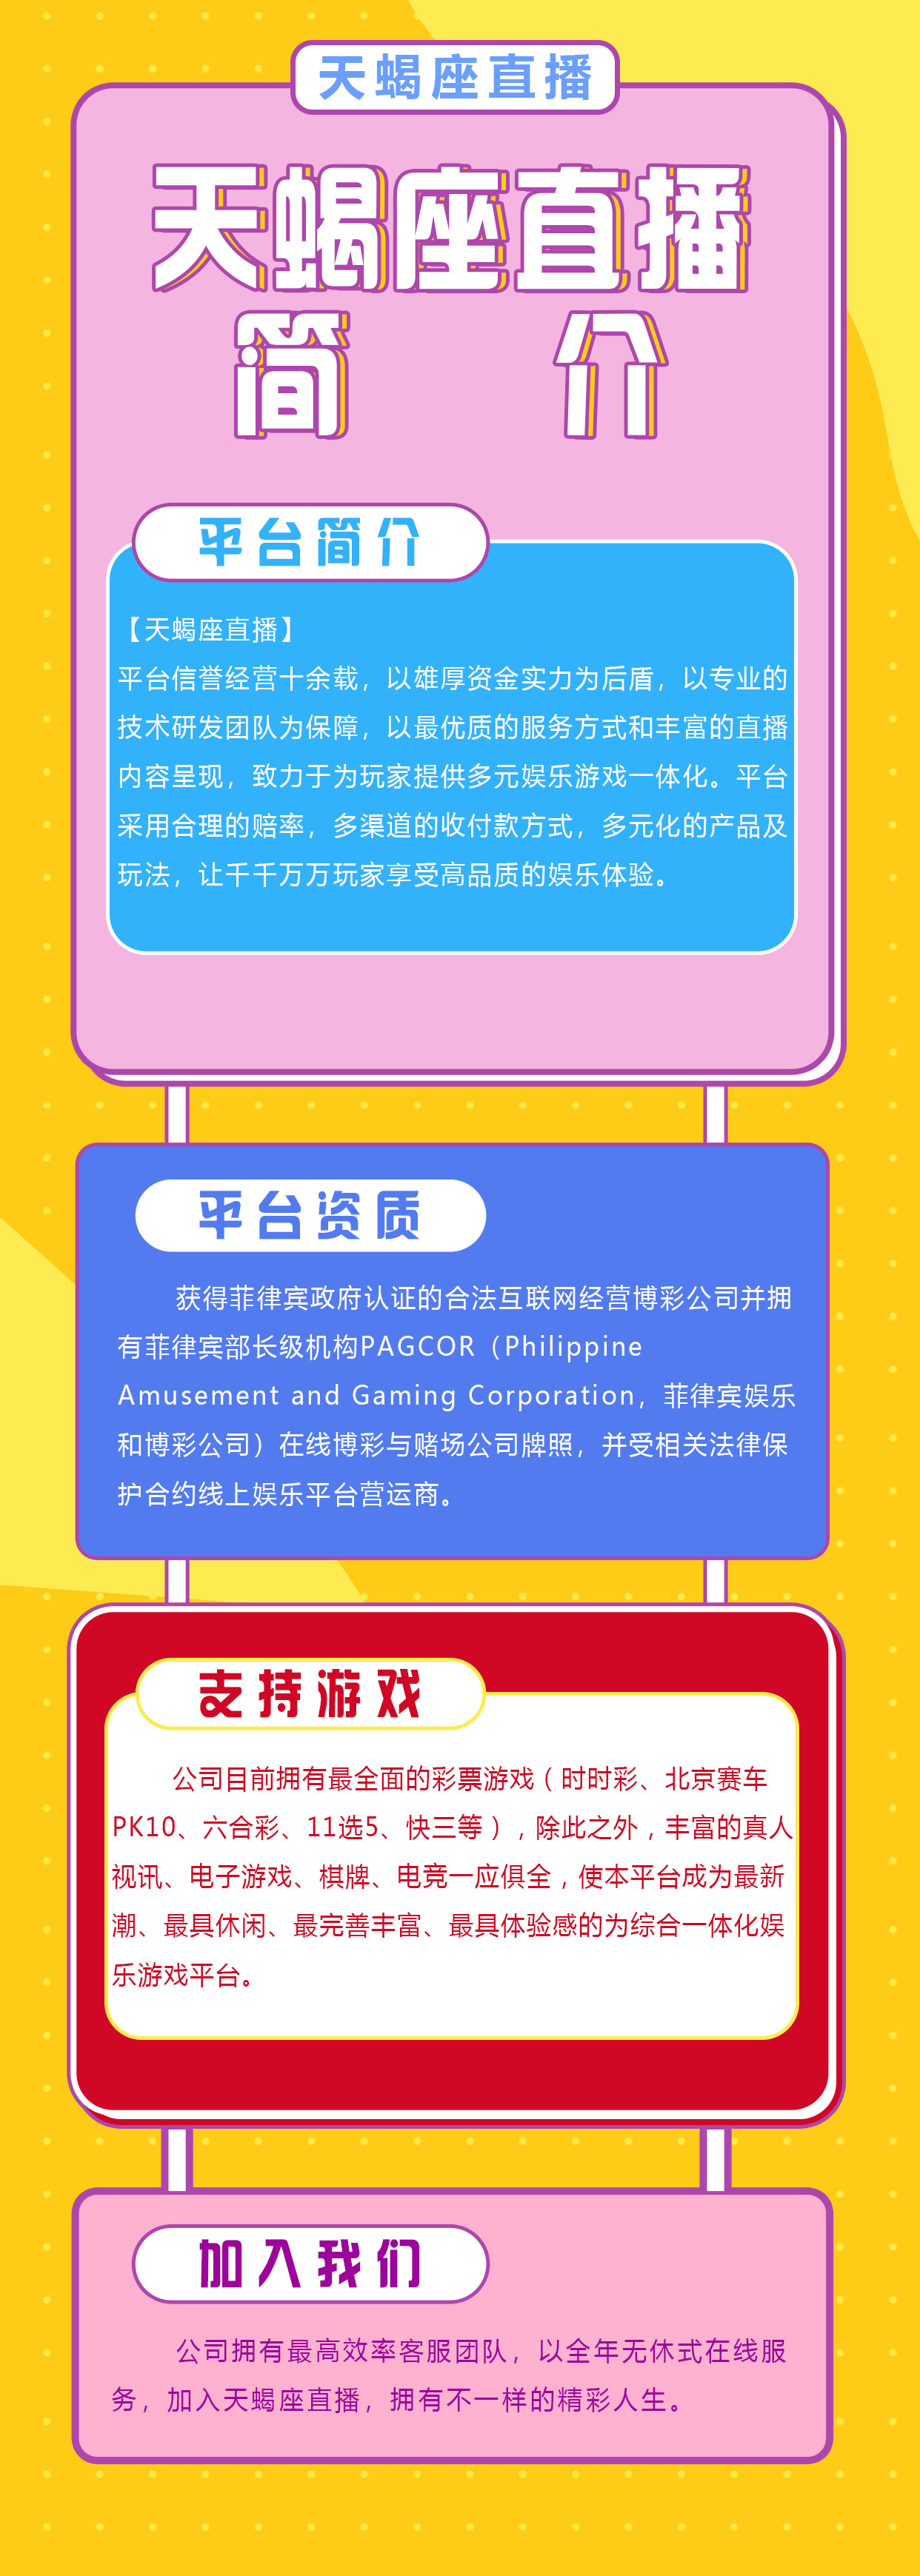 天蝎座直播
天蝎座直播
简 介
平台简介
【天蝎座直播】
平台信誉经营十余载，以雄厚资金实力为后盾，以专业的
技术研发团队为保障，以最优质的服务方式和丰富的直播
内容呈现，致力于为玩家提供多元娱乐游戏一体化。平台
采用合理的赔率，多渠道的收付款方式，多元化的产品及
玩法，让千千万万玩家享受高品质的娱乐体验。
平台资质
获得菲律宾政府认证的合法互联网经营博彩公司并拥
有菲律宾部长级机构PAGCOR（Philippine
Amusement and Gaming Corporation，菲律宾娱乐
和博彩公司）在线博彩与赌场公司牌照，并受相关法律保
护合约线上娱乐平台营运商。
支持游戏
公司目前拥有最全面的彩票游戏（时时彩、北京赛车
PK10、六合彩、11选5、快三等），除此之外，丰富的真人
视讯、电子游戏、棋牌、电竞一应俱全，使本平台成为最新
潮、最具休闲、最完善丰富、最具体验感的为综合一体化娱
乐游戏平台。
加入我们
公司拥有最高效率客服团队，以全年无休式在线服
务，加入天蝎座直播，拥有不一样的精彩人生。